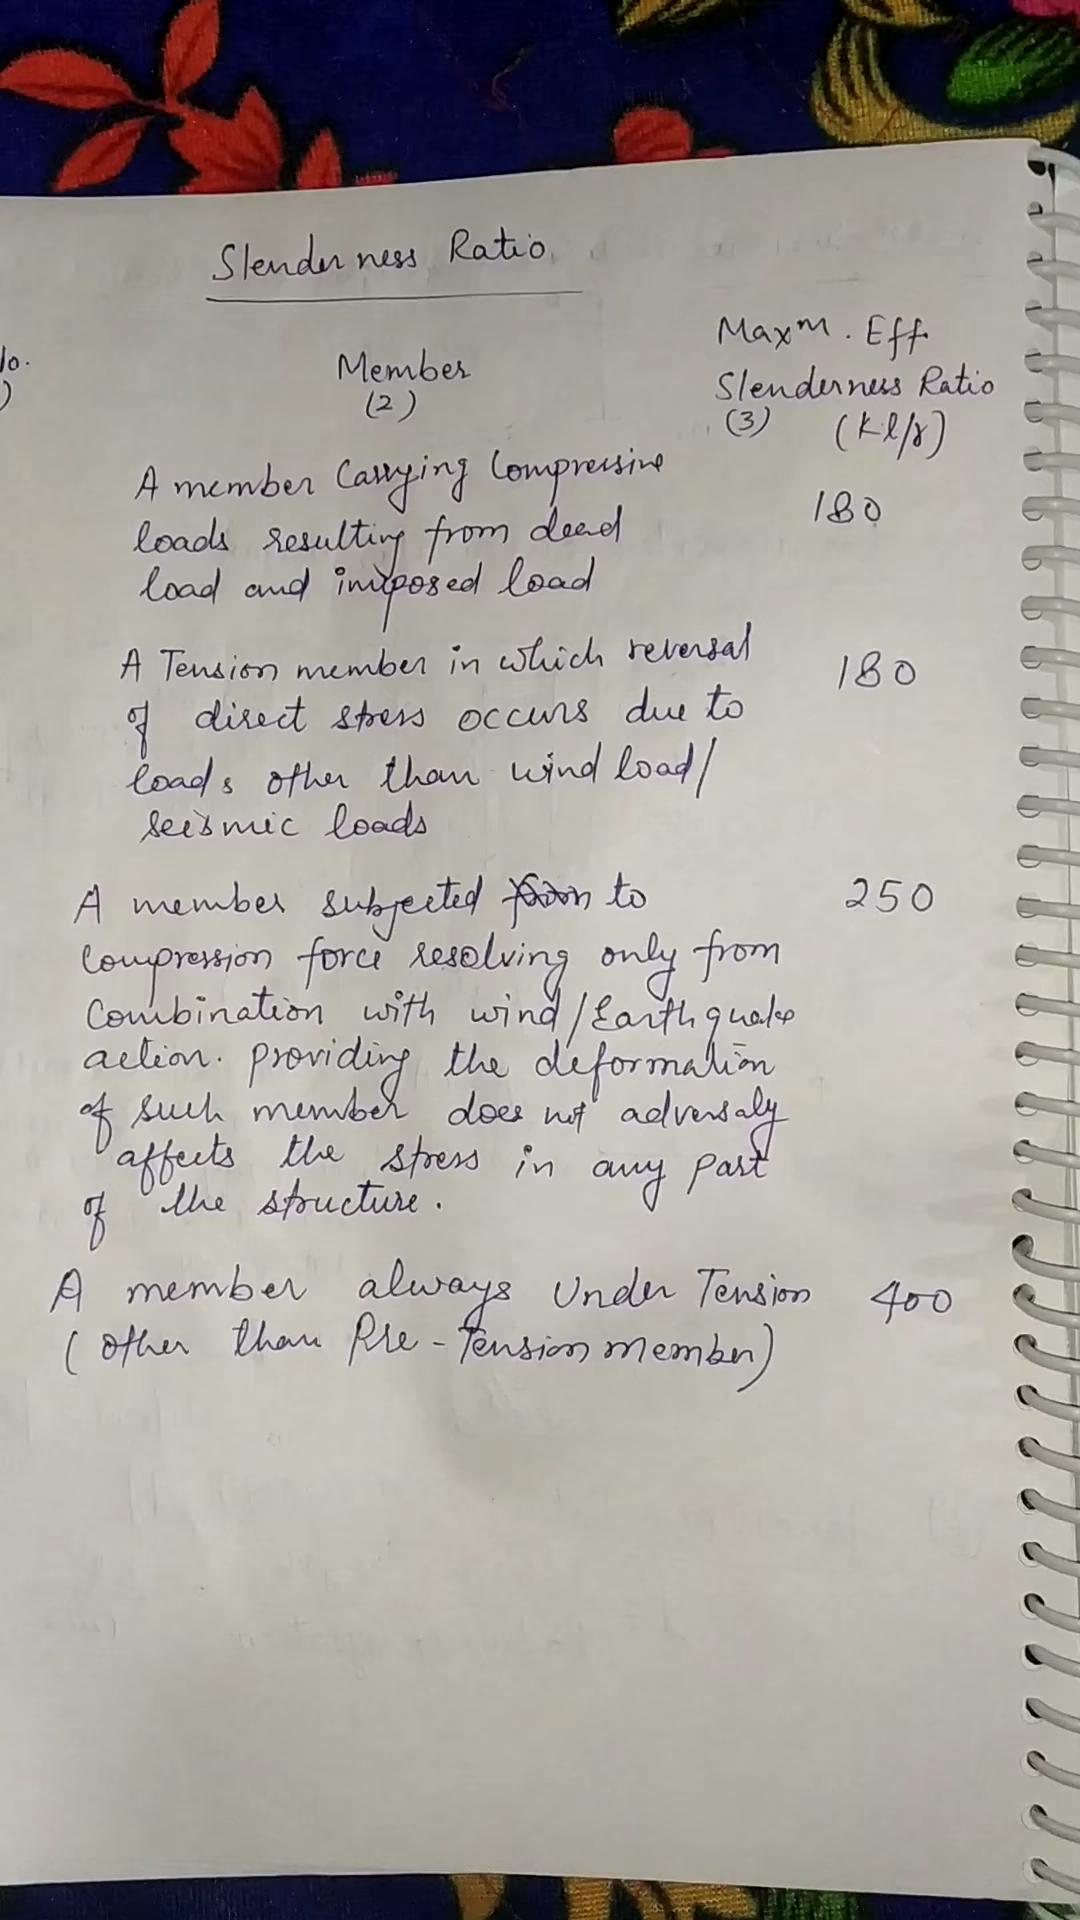 Slenderness Ratio
Member
(2)
Maxm. Eff
Slenderness Ratio
(3) (Kl/r)
A member Carrying Compressive
loads resulting from dead
load and imposed load
180
A Tension member in which reversal
of direct stress occurs due to
loads other than wind load/
seismic loads
180
A member subjected to
compression force resolving only from
Combination with wind/Earthquake
action. providing the deformation
of such member does not adversaly
affects the stress in any part
of the structure.
250
A member always Under Tension
(other than Pre-Tension member)
400